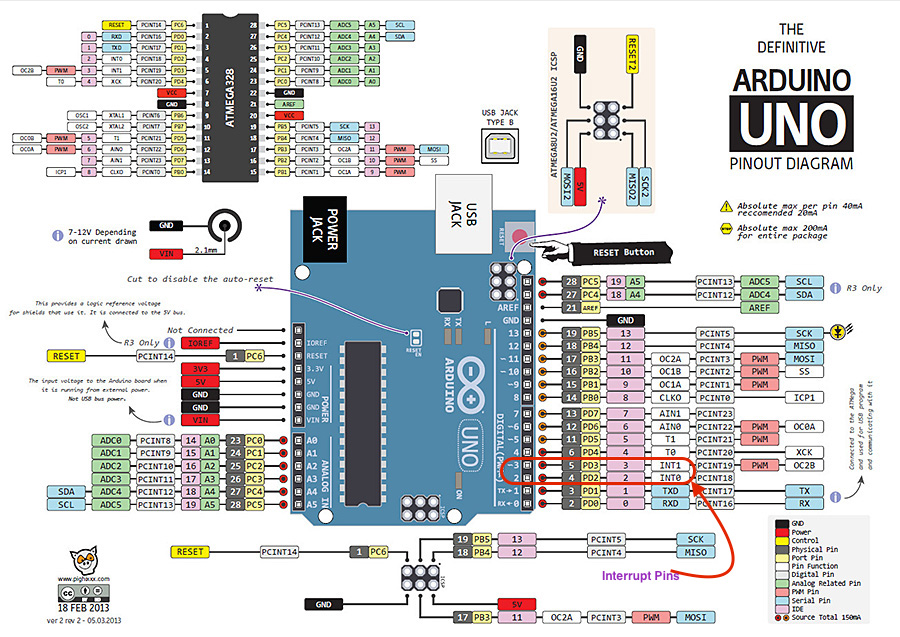 THE
DEFINITIVE
ARDUINO
UNO
PINOUT DIAGRAM
Absolute max per pin 40mA
reccomended 20mA
Absolute max 200mA
for entire package
RESET PCINT14 PC6 1
0 RXD PCINT16 PD0 2
1 TXD PCINT17 PD1 3
2 INT0 PCINT18 PD2 4
OC2B PWM 3 INT1 PCINT19 PD3 5
T0 4 XCK PCINT20 PD4 6
VCC 7
GND 8
OSC1 XTAL1 PCINT6 PB6 9
OSC2 XTAL2 PCINT7 PB7 10
OC0B PWM 5 T1 PCINT21 PD5 11
OC0A PWM 6 AIN0 PCINT22 PD6 12
7 AIN1 PCINT23 PD7 13
ICP1 8 CLKO PCINT0 PB0 14
ATMEGA328
28 PC5 PCINT13 ADC5 A5 SCL
27 PC4 PCINT12 ADC4 A4 SDA
26 PC3 PCINT11 ADC3 A3
25 PC2 PCINT10 ADC2 A2
24 PC1 PCINT9 ADC1 A1
23 PC0 PCINT8 ADC0 A0
22 GND
21 AREF
20 VCC
19 PB5 PCINT5 SCK 13
18 PB4 PCINT4 MISO 12
17 PB3 PCINT3 OC2A 11 PWM MOSI
16 PB2 PCINT2 OC1B 10 PWM SS
15 PB1 PCINT1 OC1A 9 PWM
USB JACK
TYPE B
ATMEGA8U2/ATMEGA16U2 ICSP
GND
RESET2
MOSI2
5V
MISO2
SCK2
7-12V Depending
on current drawn
GND
VIN
2.1mm
POWER
JACK
USB
JACK
RESET
RESET Button
Cut to disable the auto-reset
This provides a logic reference voltage
for shields that use it. It is connected to the 5V bus.
Not Connected
R3 Only IOREF
RESET PCINT14 1 PC6
3V3
5V
GND
GND
VIN
The input voltage to the Arduino board when
it is running from external power.
Not USB bus power.
ADC0 PCINT8 14 A0 23 PC0
ADC1 PCINT9 15 A1 24 PC1
ADC2 PCINT10 16 A2 25 PC2
ADC3 PCINT11 17 A3 26 PC3
SDA ADC4 PCINT12 18 A4 27 PC4
SCL ADC5 PCINT13 19 A5 28 PC5
IOREF
RESET
3.3V
5V
GND
GND
VIN
POWER
A0
A1
A2
A3
A4
A5
ANALOG IN
RX
TX
L
RESET
EN
ARDUINO
UNO
ON
ICSP
AREF
GND
13
12
~11
~10
~9
8
7
~6
~5
4
~3
TX→1
RX←0
28 PC5 19 A5 PCINT13 ADC5 SCL
27 PC4 18 A4 PCINT12 ADC4 SDA
R3 Only
21 AREF AREF
GND
19 PB5 13 PCINT5 SCK
18 PB4 12 PCINT4 MISO
17 PB3 11 OC2A PCINT3 PWM MOSI
16 PB2 10 OC1B PCINT2 PWM SS
15 PB1 9 OC1A PCINT1 PWM
14 PB0 8 CLKO PCINT0 ICP1
13 PD7 7 AIN1 PCINT23
12 PD6 6 AIN0 PCINT22 PWM OC0A
11 PD5 5 T1 PCINT21 PWM
6 PD4 4 T0 PCINT20 XCK
5 PD3 3 INT1 PCINT19 PWM OC2B
4 PD2 2 INT0 PCINT18
3 PD1 1 TXD PCINT17 TX
2 PD0 0 RXD PCINT16 RX
Connected to the ATMega
and used for USB program
and communicating with it
Interrupt Pins
RESET PCINT14 1 PC6
19 PB5 13 PCINT5 SCK
18 PB4 12 PCINT4 MISO
ICSP
GND
5V
17 PB3 11 OC2A PCINT3 PWM MOSI
GND
Power
Control
Physical Pin
Port Pin
Pin Function
Digital Pin
Analog Related Pin
PWM Pin
Serial Pin
IDE
Source Total 150mA
www.pighixxx.com
cc
BY NC ND
18 FEB 2013
ver 2 rev 2 - 05.03.2013